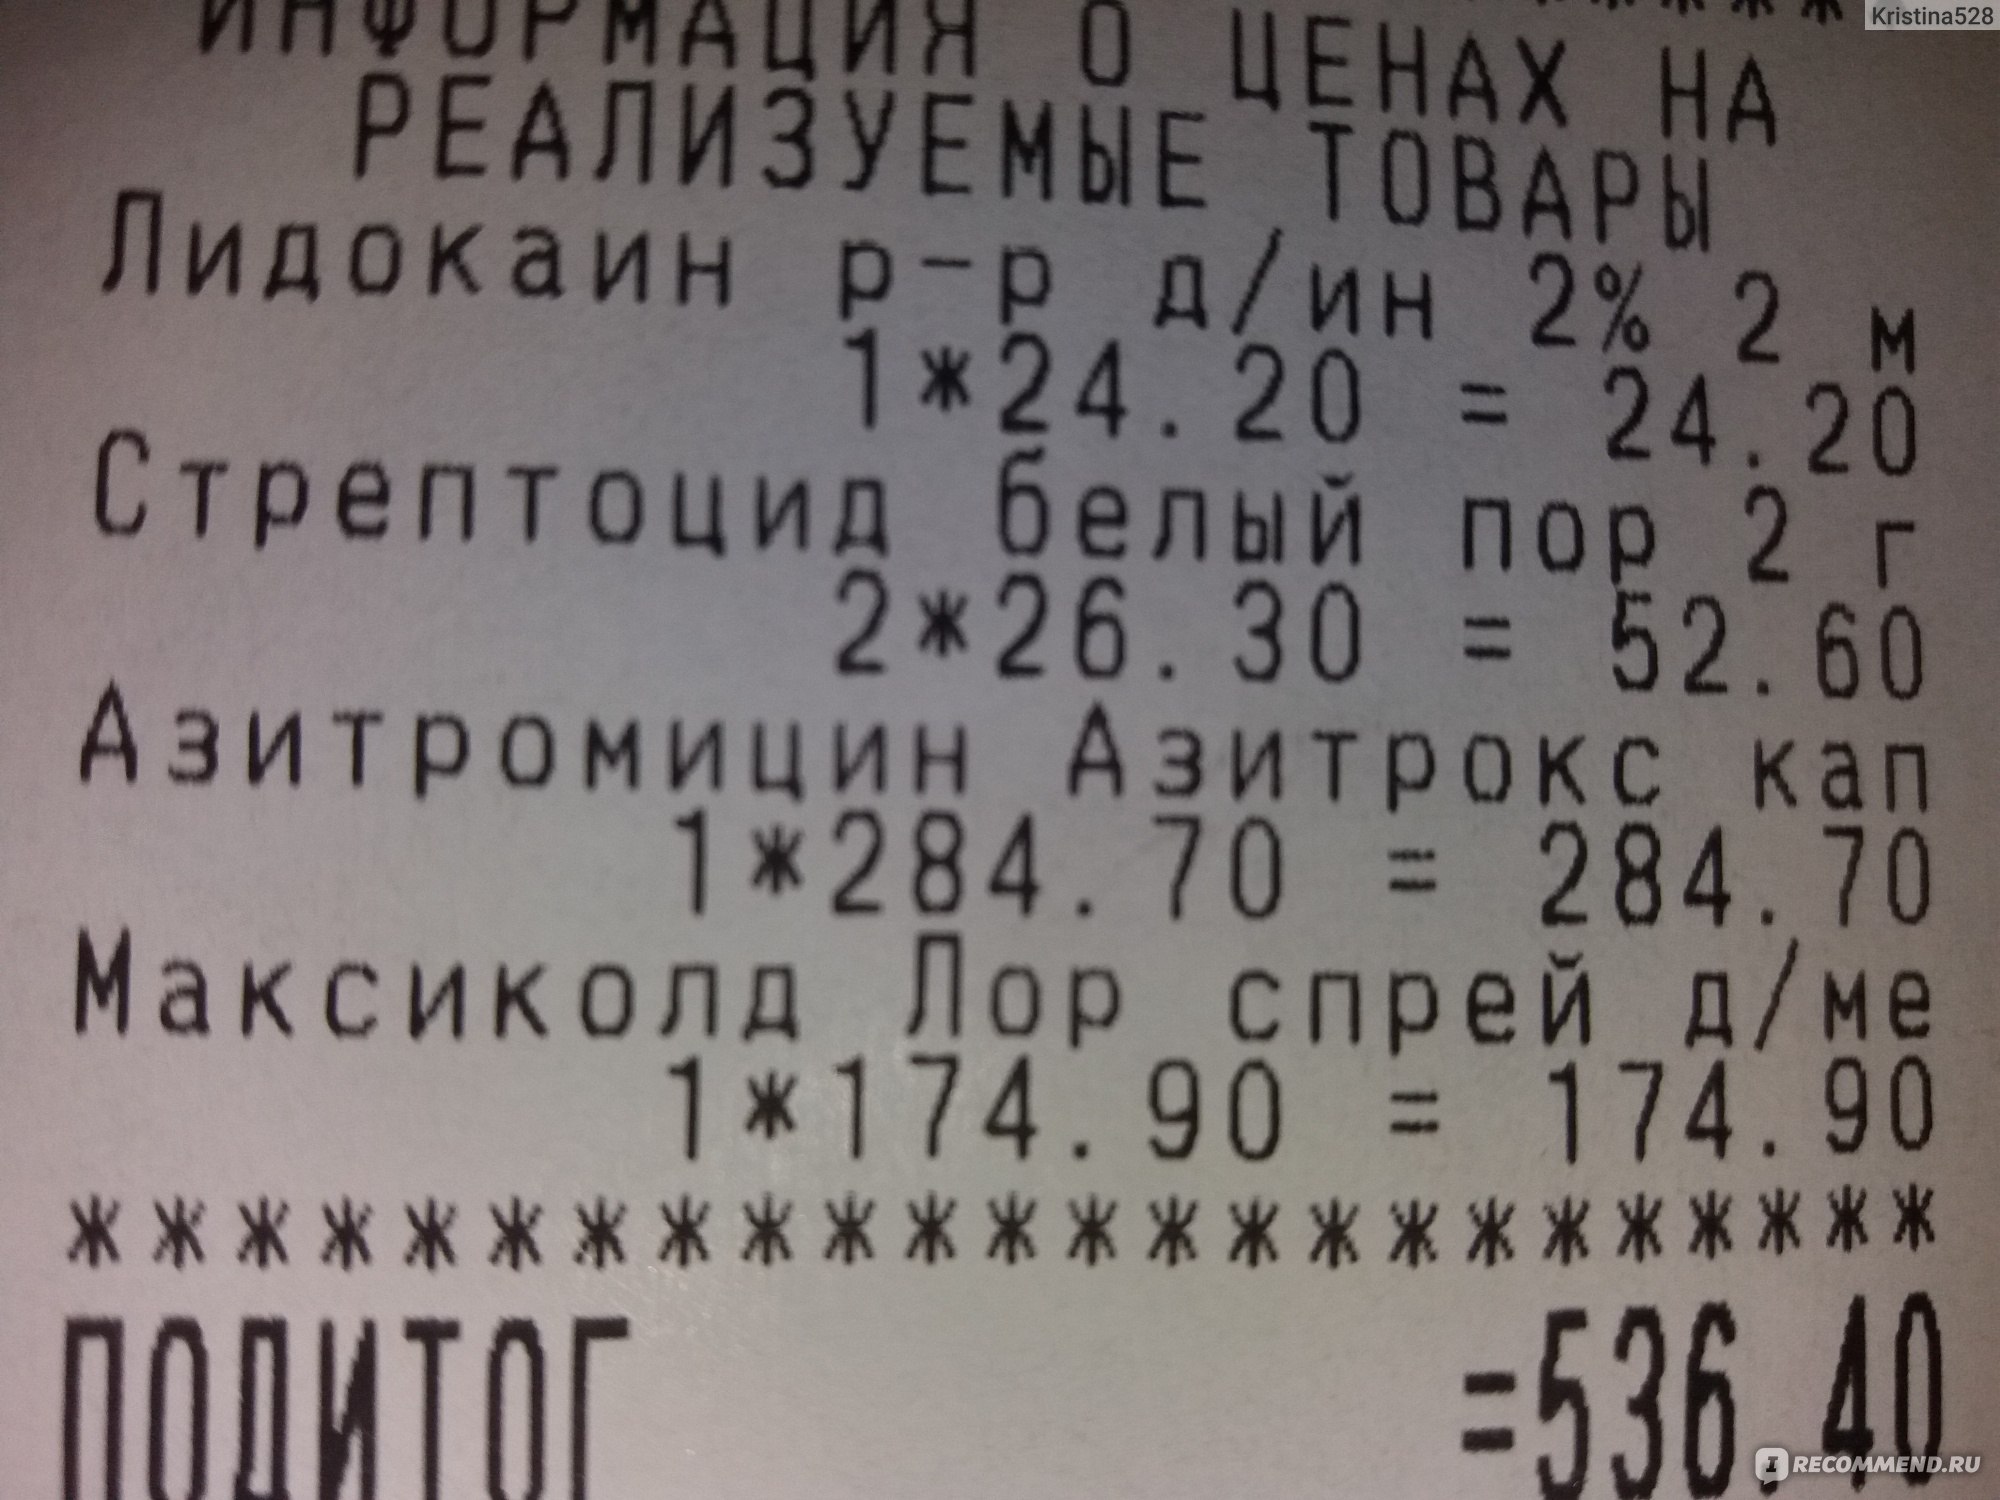 Kristina528
ИНФОРМАЦИЯ О ЦЕНАХ НА
РЕАЛИЗУЕМЫЕ ТОВАРЫ
Лидокаин р-р д/ин 2% 2 м
1*24.20 = 24.20
Стрептоцид белый пор 2 г
2*26.30 = 52.60
Азитромицин Азитрокс кап
1*284.70 = 284.70
Максиколд Лор спрей д/ме
1*174.90 = 174.90
************************
ПОДИТОГ =536.40
IRECOMMEND.RU